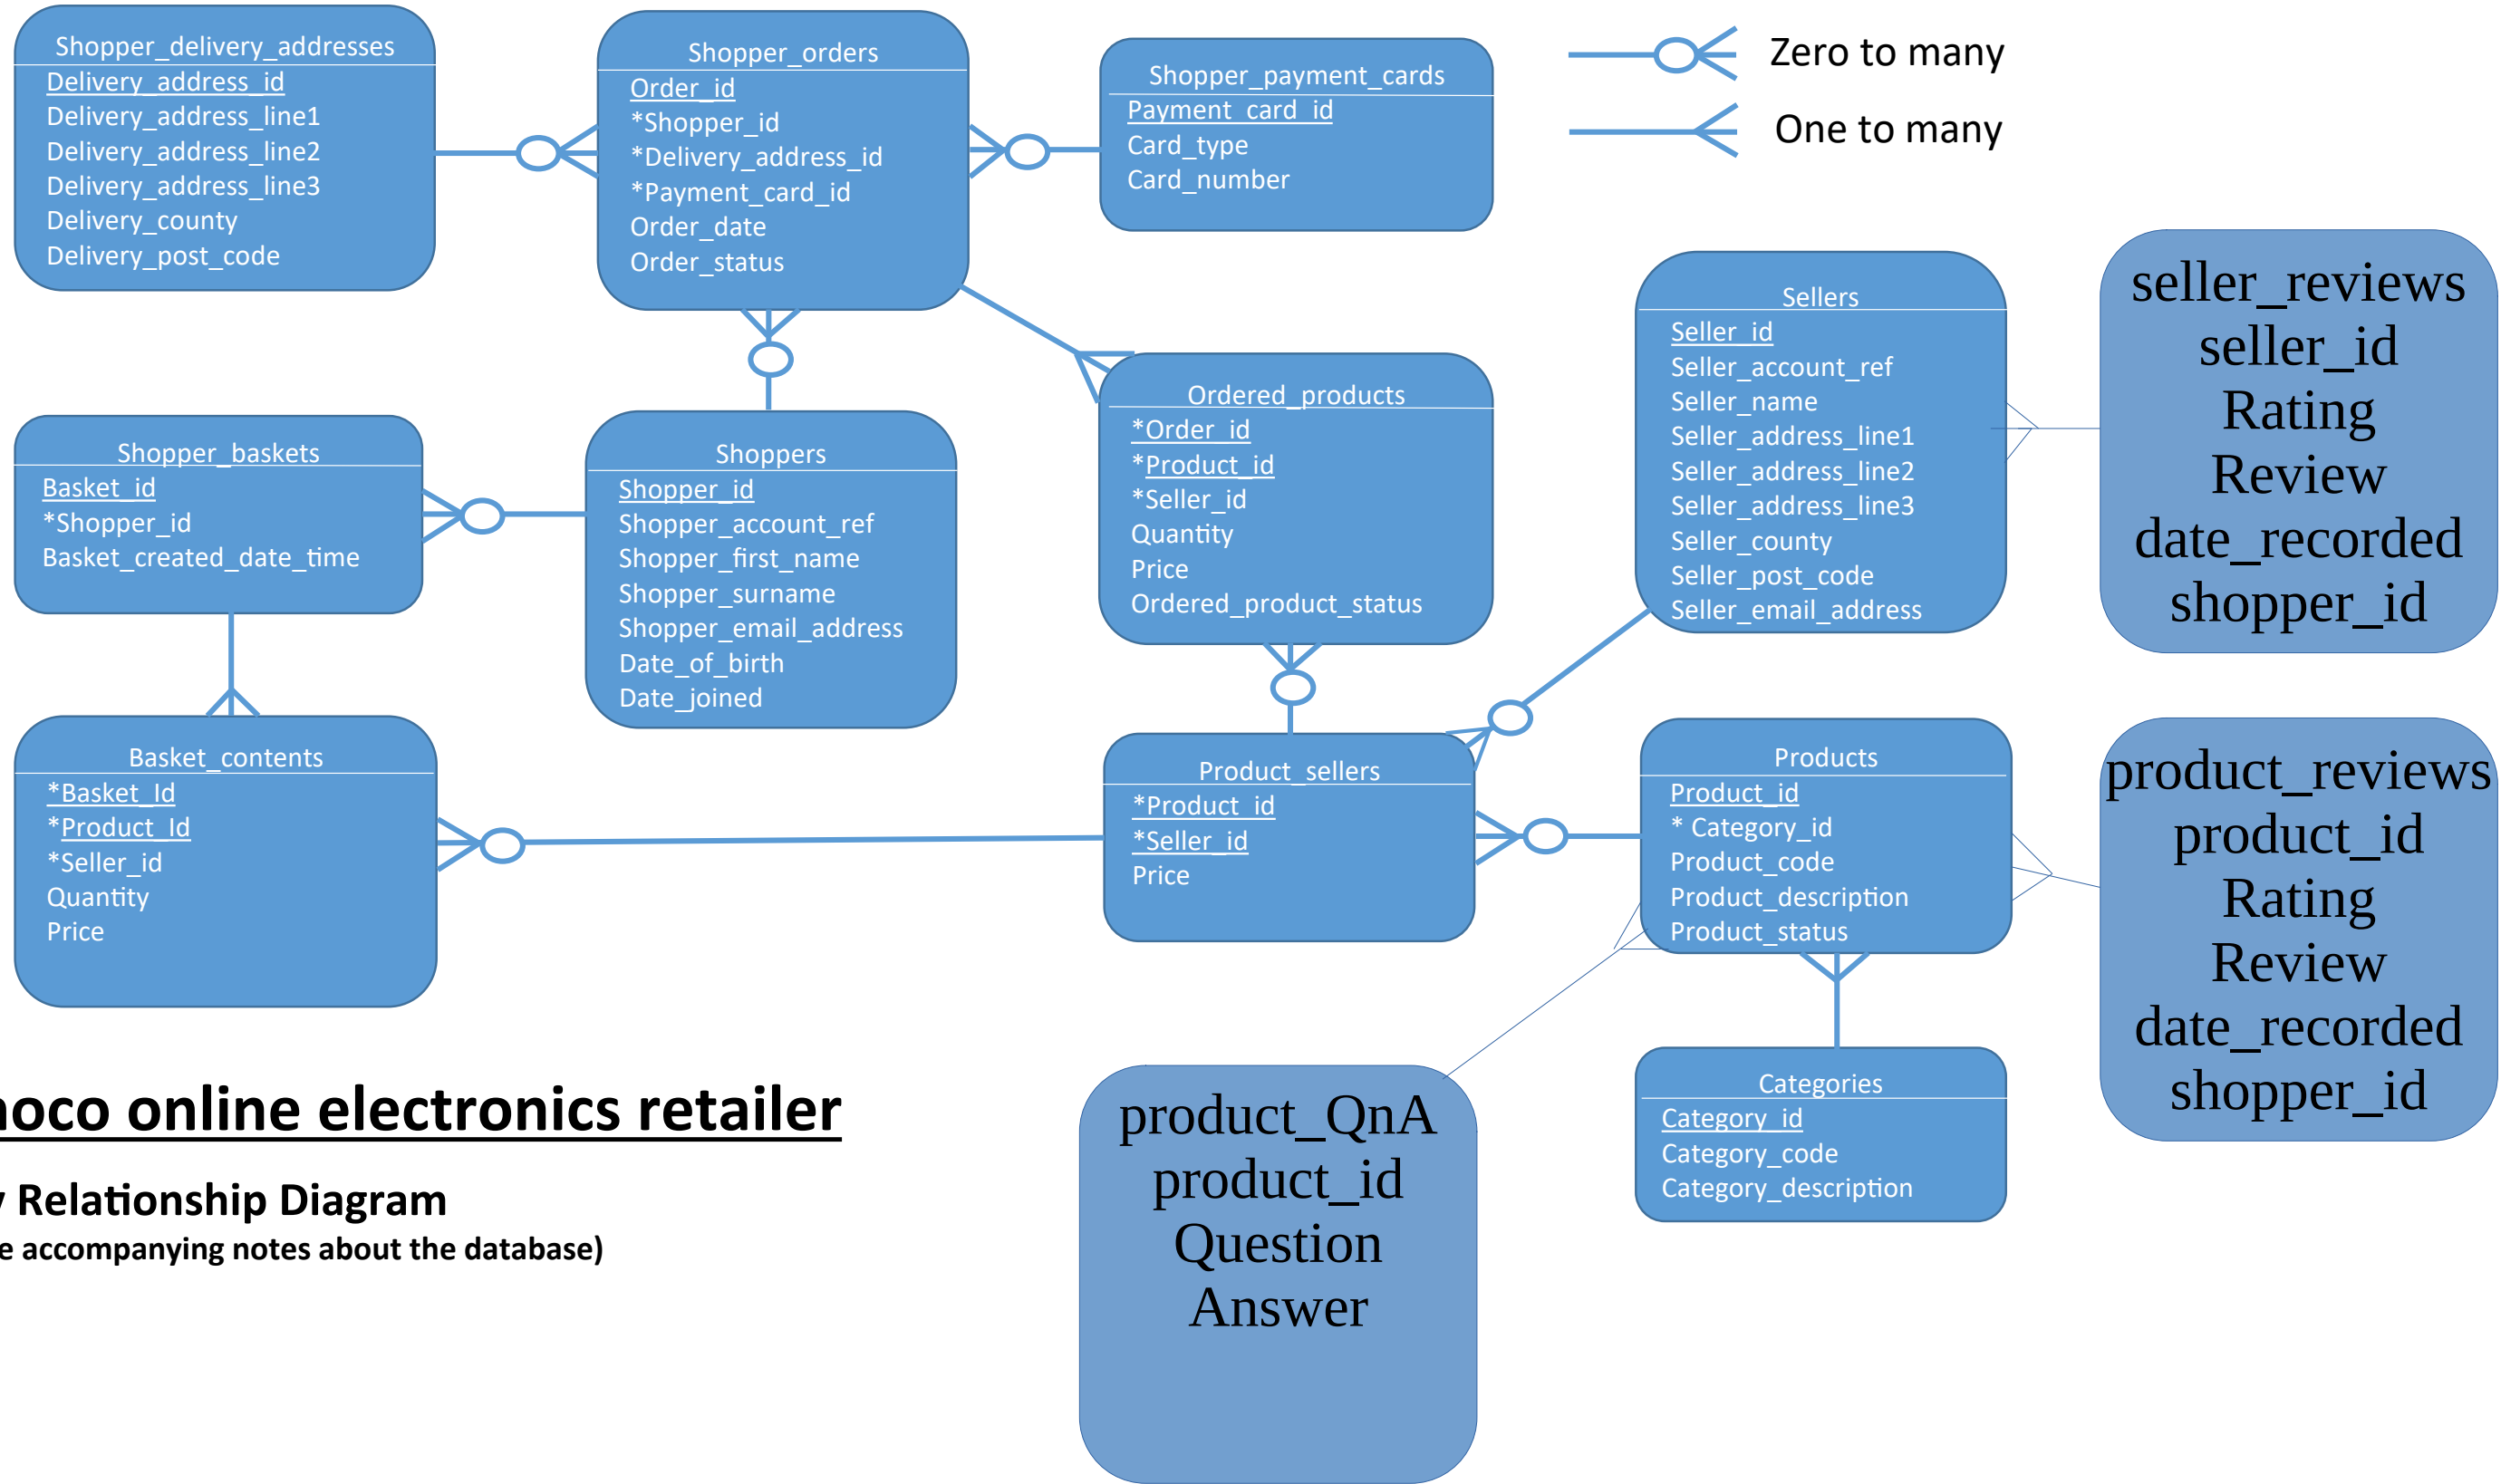 Shopper_delivery_addresses
Delivery_address_id
Delivery_address_line1
Delivery_address_line2
Delivery_address_line3
Delivery_county
Delivery_post_code
Shopper_orders
Order_id
*Shopper_id
*Delivery_address_id
*Payment_card_id
Order_date
Order_status
Shopper_payment_cards
Payment_card_id
Card_type
Card_number
Zero to many
One to many
Sellers
Seller_id
Seller_account_ref
Seller_name
Seller_address_line1
Seller_address_line2
Seller_address_line3
Seller_county
Seller_post_code
Seller_email_address
seller_reviews
seller_id
Rating
Review
date_recorded
shopper_id
Shopper_baskets
Basket_id
*Shopper_id
Basket_created_date_time
Shoppers
Shopper_id
Shopper_account_ref
Shopper_first_name
Shopper_surname
Shopper_email_address
Date_of_birth
Date_joined
Ordered_products
*Order_id
*Product_id
*Seller_id
Quantity
Price
Ordered_product_status
Basket_contents
*Basket_Id
*Product_Id
*Seller_id
Quantity
Price
Product_sellers
*Product_id
*Seller_id
Price
Products
Product_id
* Category_id
Product_code
Product_description
Product_status
product_reviews
product_id
Rating
Review
date_recorded
shopper_id
Categories
Category_id
Category_code
Category_description
product_QnA
product_id
Question
Answer
noco online electronics retailer
y Relationship Diagram
e accompanying notes about the database)